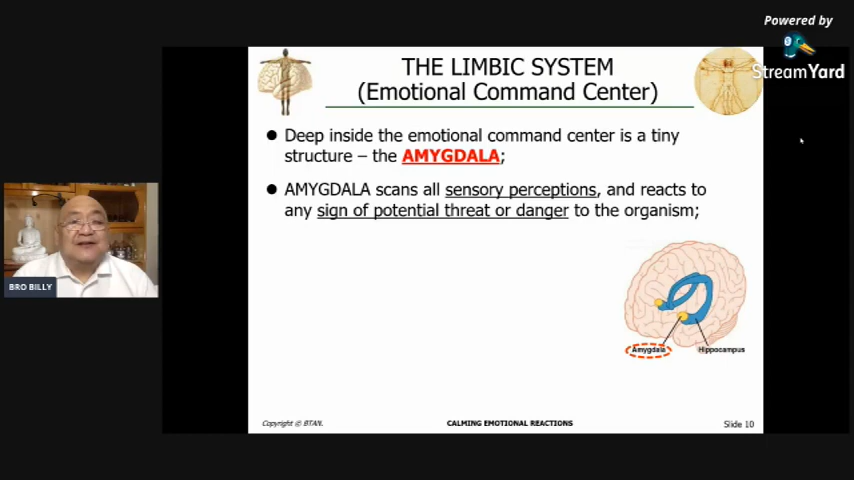 Powered by
StreamYard
THE LIMBIC SYSTEM
(Emotional Command Center)
● Deep inside the emotional command center is a tiny
structure – the AMYGDALA;
● AMYGDALA scans all sensory perceptions, and reacts to
any sign of potential threat or danger to the organism;
BRO BILLY
Amygdala
Hippocampus
Copyright © BTAN.
CALMING EMOTIONAL REACTIONS
Slide 10